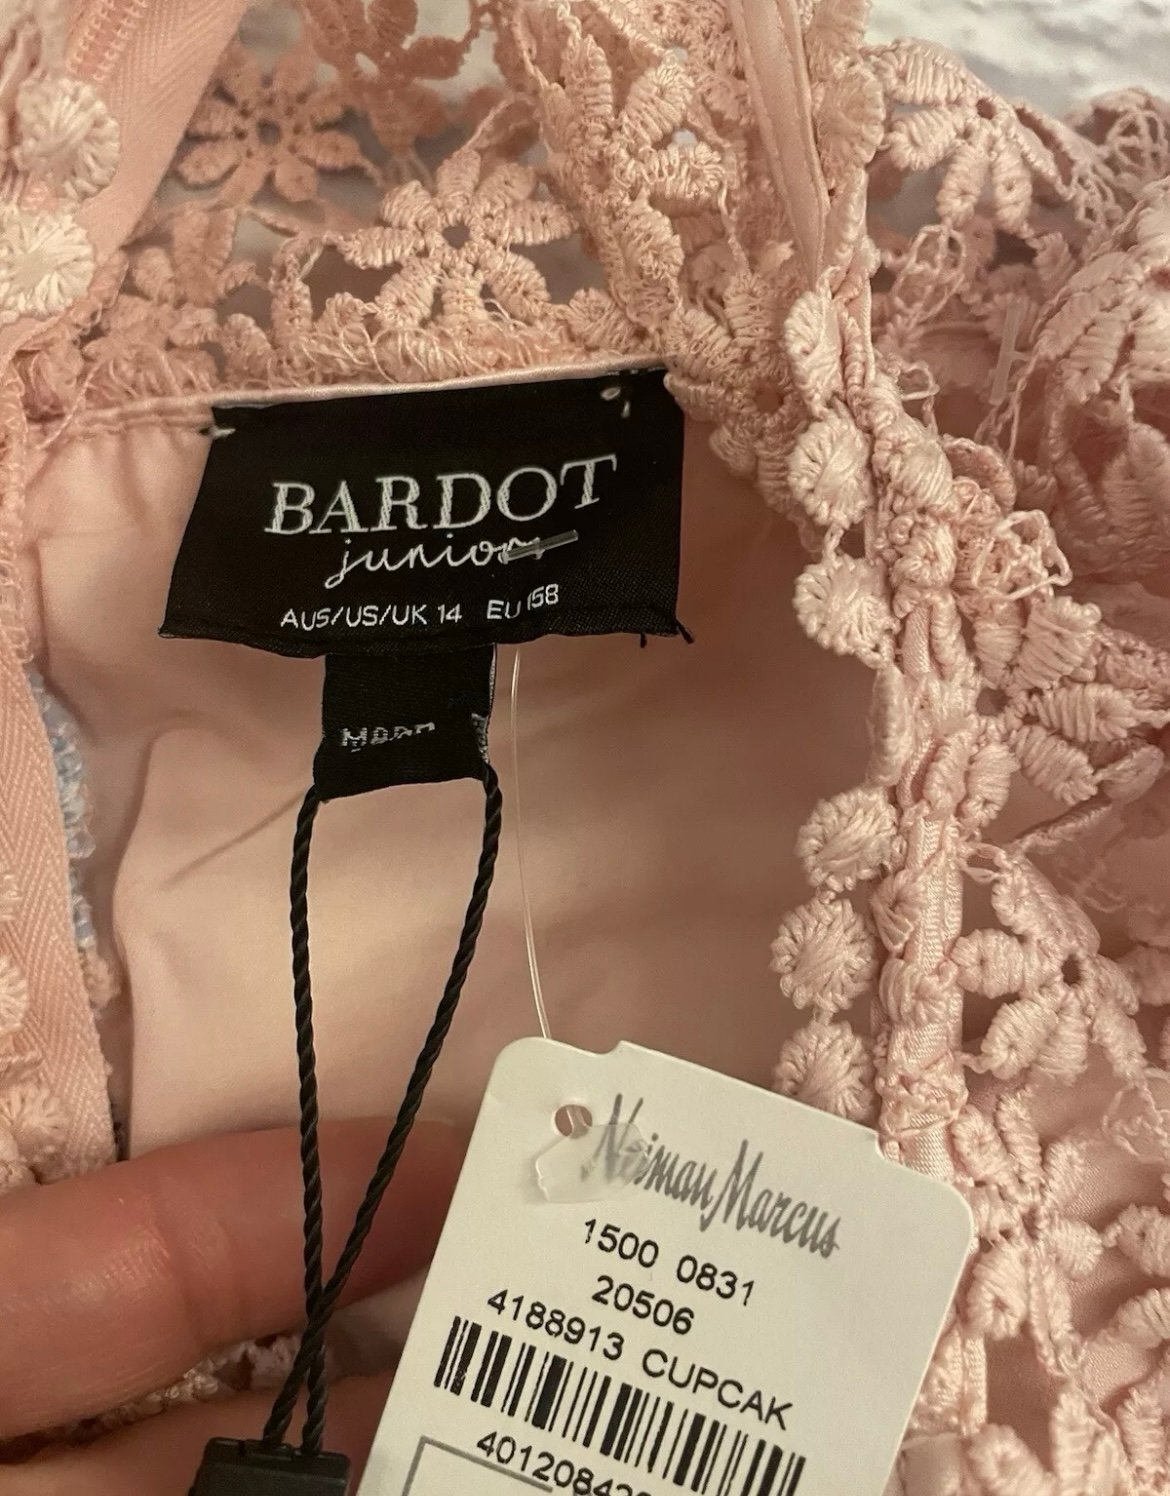 BARDOT
junior
AUS/US/UK 14 EU 158
Neiman Marcus
1500 0831
20506
4188913 CUPCAK